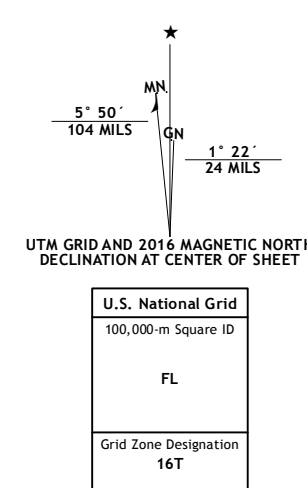 MN
GN
5° 50´
104 MILS
1° 22´
24 MILS
UTM GRID AND 2016 MAGNETIC NORTH
DECLINATION AT CENTER OF SHEET
U.S. National Grid
100,000-m Square ID
FL
Grid Zone Designation
16T